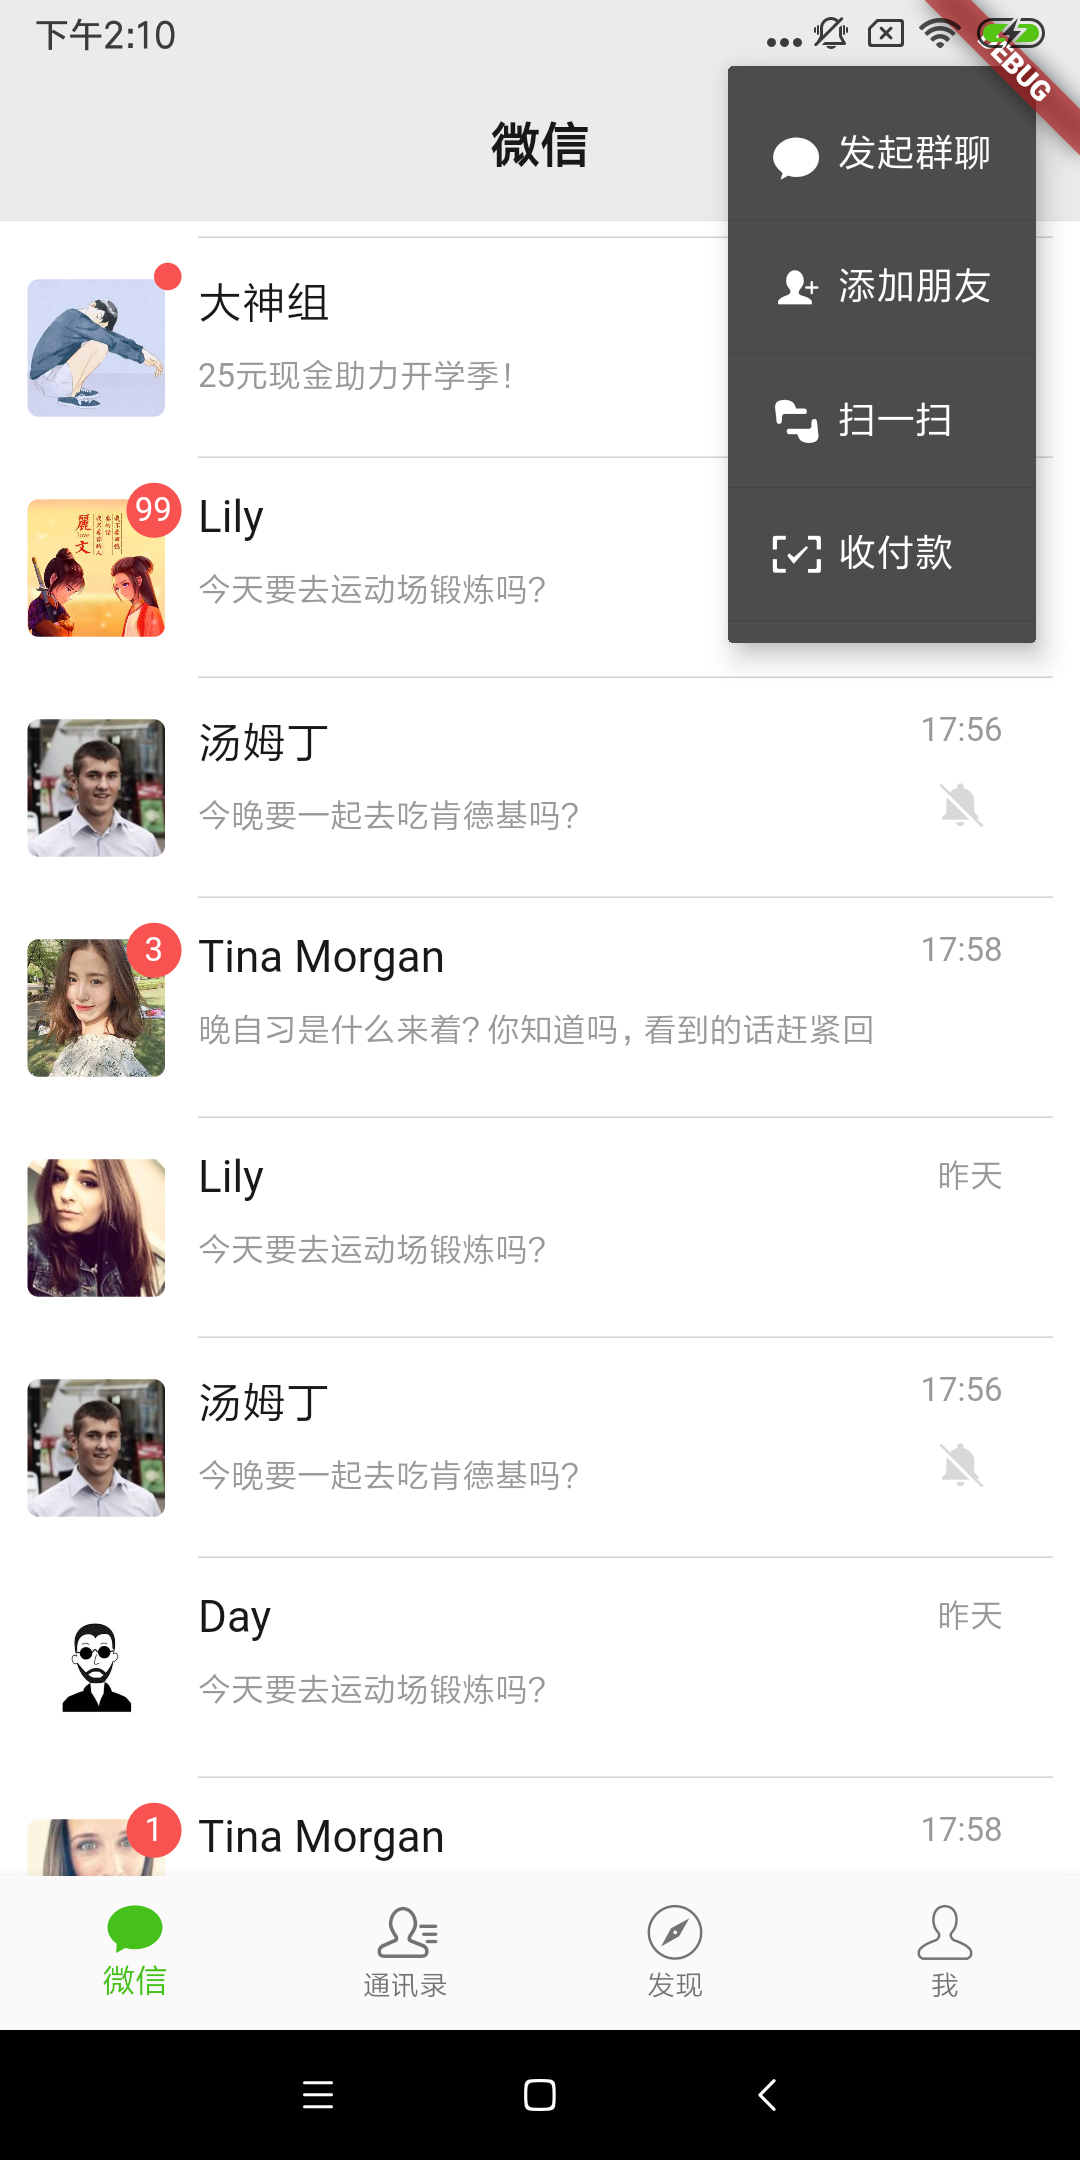 下午2:10
DEBUG
微信
发起群聊
添加朋友
扫一扫
收付款
大神组
25元现金助力开学季!
99
Lily
今天要去运动场锻炼吗?
汤姆丁
17:56
今晚要一起去吃肯德基吗?
3
Tina Morgan
17:58
晚自习是什么来着? 你知道吗, 看到的话赶紧回
Lily
昨天
今天要去运动场锻炼吗?
汤姆丁
17:56
今晚要一起去吃肯德基吗?
Day
昨天
今天要去运动场锻炼吗?
1
Tina Morgan
17:58
微信
通讯录
发现
我